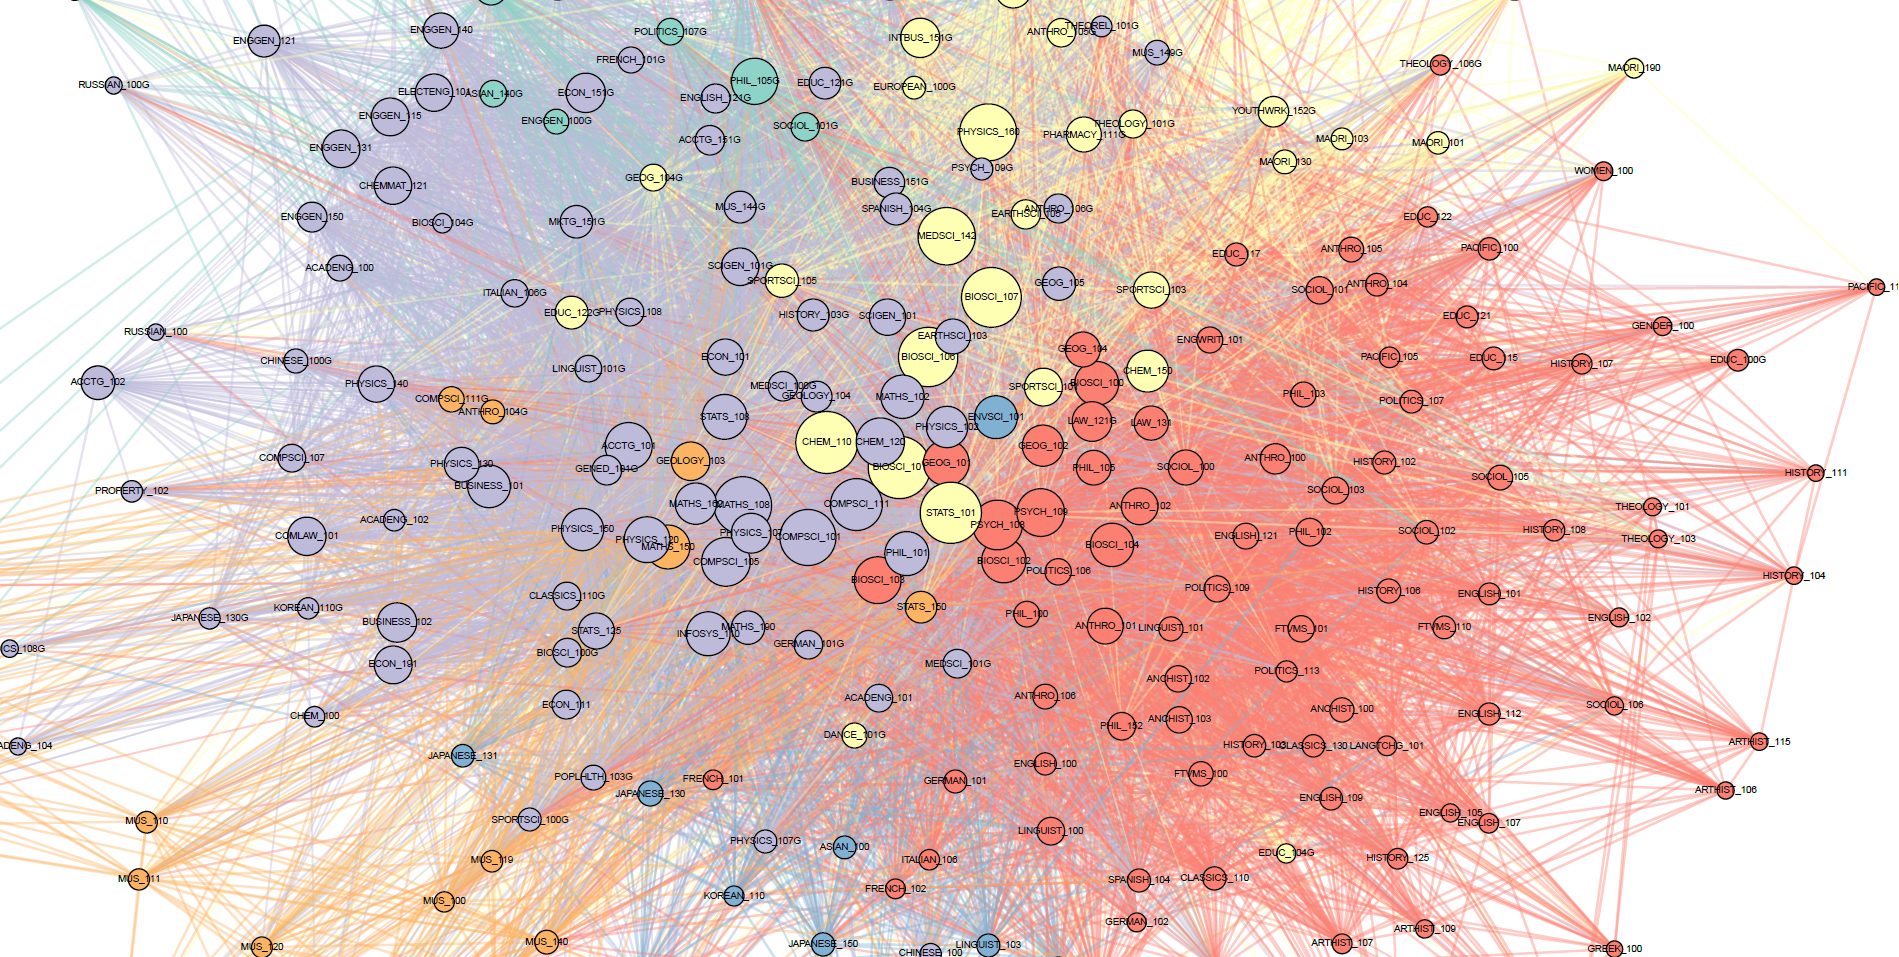 ENGGEN_121
ENGGEN_140
POLITICS_107G
INTBUS_151G
ANTHRO_105G
THEOREL_101G
MUS_149G
FRENCH_101G
THEOLOGY_106G
MAORI_190
RUSSIAN_100G
ELECTENG_101
ASIAN_140G
ECON_151G
ENGLISH_121G
PHIL_105G
EDUC_121G
EUROPEAN_100G
ENGGEN_115
ENGGEN_100G
SOCIOL_101G
PHYSICS_160
PHARMACY_111G
THEOLOGY_101G
YOUTHWRK_152G
MAORI_103
MAORI_101
ENGGEN_131
ACCTG_151G
MAORI_130
PSYCH_109G
WOMEN_100
CHEMMAT_121
GEOG_104G
BUSINESS_151G
ENGGEN_150
BIOSCI_104G
MKTG_151G
MUS_144G
SPANISH_104G
ANTHRO_106G
EDUC_122
MEDSCI_142
EDUC_117
ANTHRO_105
PACIFIC_100
ACADENG_100
SCIGEN_101G
SPORTSCI_105
GEOG_105
SPORTSCI_103
SOCIOL_101
ANTHRO_104
ITALIAN_106G
BIOSCI_107
EDUC_122G
PHYSICS_108
HISTORY_103G
SCIGEN_101
EDUC_121
GENDER_100
RUSSIAN_100
EARTHSCI_103
ENGWRIT_101
CHINESE_100G
LINGUIST_101G
ECON_101
BIOSCI_106
GEOG_104
CHEM_150
PACIFIC_105
EDUC_115
HISTORY_107
EDUC_100G
ACCTG_102
PHYSICS_140
MEDSCI_100G
GEOLOGY_104
MATHS_102
SPORTSCI_101
BIOSCI_100
PHIL_103
POLITICS_107
COMPSCI_111G
ANTHRO_104G
STATS_108
PHYSICS_102
ENVSCI_101
LAW_121G
LAW_131
ACCTG_101
CHEM_110
CHEM_120
GEOG_102
COMPSCI_107
PHYSICS_130
GENED_101G
GEOLOGY_103
BIOSCI_101
GEOG_101
PHIL_105
SOCIOL_100
ANTHRO_100
HISTORY_102
SOCIOL_105
HISTORY_111
PROPERTY_102
BUSINESS_101
MATHS_108
COMPSCI_111
STATS_101
PSYCH_108
PSYCH_109
ANTHRO_102
SOCIOL_103
THEOLOGY_101
ACADENG_102
COMLAW_101
PHYSICS_150
PHYSICS_120
MATHS_150
COMPSCI_101
COMPSCI_105
PHIL_101
BIOSCI_102
BIOSCI_104
ENGLISH_121
PHIL_102
SOCIOL_102
HISTORY_108
THEOLOGY_103
BIOSCI_103
POLITICS_106
POLITICS_109
HISTORY_104
CLASSICS_110G
HISTORY_106
ENGLISH_101
JAPANESE_130G
KOREAN_110G
BUSINESS_102
STATS_125
INFOSYS_110
MATHS_190
GERMAN_101G
STATS_150
PHIL_100
ANTHRO_101
LINGUIST_101
FTVMS_101
FTVMS_110
ENGLISH_102
ICS_108G
ECON_191
BIOSCI_100G
MEDSCI_101G
ANCHIST_102
POLITICS_113
CHEM_100
ECON_111
ACADENG_101
ANTHRO_106
PHIL_152
ANCHIST_103
ANCHIST_100
ENGLISH_112
SOCIOL_106
ADENG_104
JAPANESE_131
DANCE_101G
HISTORY_103
CLASSICS_130
LANGTCHG_101
ARTHIST_115
POPLHLTH_103G
JAPANESE_130
FRENCH_101
GERMAN_101
ENGLISH_100
FTVMS_100
ENGLISH_109
ARTHIST_106
MUS_110
SPORTSCI_100G
PHYSICS_107G
ASIAN_100
LINGUIST_100
ENGLISH_105
ENGLISH_107
MUS_111
MUS_119
ITALIAN_106
EDUC_104G
HISTORY_125
MUS_100
KOREAN_110
FRENCH_102
SPANISH_104
CLASSICS_110
MUS_120
MUS_140
JAPANESE_150
CHINESE_100
LINGUIST_103
GERMAN_102
ARTHIST_107
ARTHIST_109
GREEK_100